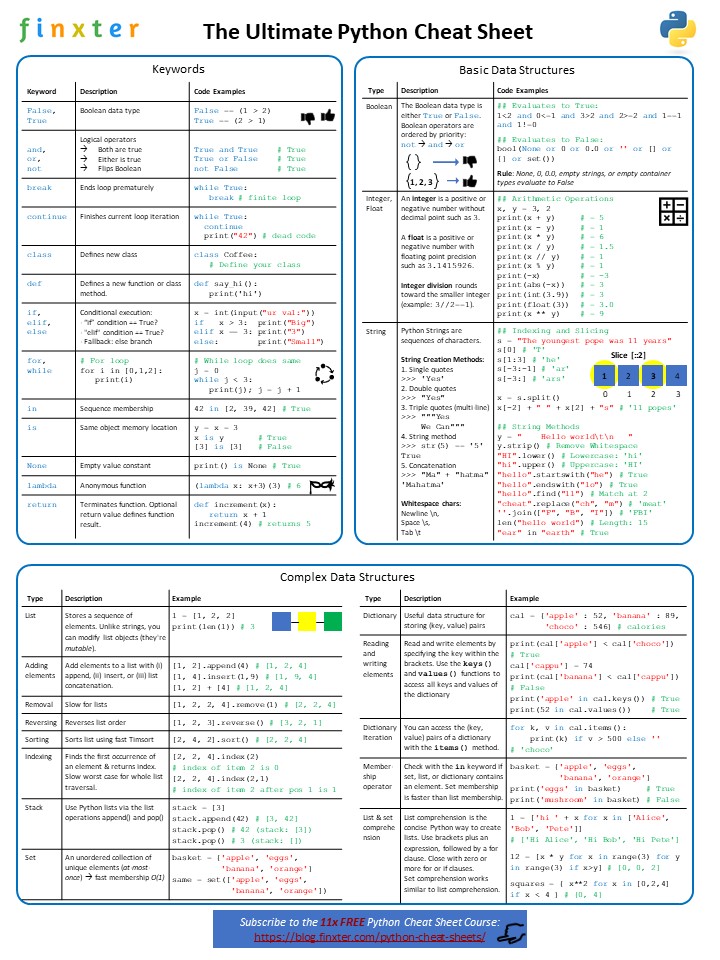 finxter
The Ultimate Python Cheat Sheet
Keywords
Keyword Description Code Examples
False, Boolean data type False == (1 > 2)
True True == (2 > 1)
Logical operators
and, → Both are true True and True # True
or, → Either is true True or False # True
not → Flips Boolean not False # True
break Ends loop prematurely while True:
break # finite loop
continue Finishes current loop iteration while True:
continue
print("42") # dead code
class Defines new class class Coffee:
# Define your class
def Defines a new function or class def say_hi():
method. print('hi')
if, Conditional execution: x = int(input("ur val:"))
elif, - "if" condition == True? if x > 3: print("Big")
else - "elif" condition == True? elif x == 3: print("3")
- Fallback: else branch else: print("Small")
for, # For loop # While loop does same
while for i in [0,1,2]: j = 0
print(i) while j < 3:
print(j); j = j + 1
in Sequence membership 42 in [2, 39, 42] # True
is Same object memory location y = x = 3
x is y # True
[3] is [3] # False
None Empty value constant print() is None # True
lambda Anonymous function (lambda x: x+3)(3) # 6
return Terminates function. Optional def increment(x):
return value defines function return x + 1
result. increment(4) # returns 5
Basic Data Structures
Type Description Code Examples
Boolean The Boolean data type is ## Evaluates to True:
either True or False. 1<2 and 0<=1 and 3>2 and 2>=2 and 1==1
Boolean operators are and 1!=0
ordered by priority:
not → and → or ## Evaluates to False:
bool(None or 0 or 0.0 or '' or [] or
{} or set())
{ } → 
{1, 2, 3} → 
Rule: None, 0, 0.0, empty strings, or empty container
types evaluate to False
Integer, An integer is a positive or ## Arithmetic Operations
Float negative number without x, y = 3, 2
decimal point such as 3. print(x + y) # = 5
print(x - y) # = 1
A float is a positive or print(x * y) # = 6
negative number with print(x / y) # = 1.5
floating point precision print(x // y) # = 1
such as 3.1415926. print(x % y) # = 1
print(-x) # = -3
Integer division rounds print(abs(-x)) # = 3
toward the smaller integer print(int(3.9)) # = 3
(example: 3//2==1). print(float(3)) # = 3.0
print(x ** y) # = 9
String Python Strings are ## Indexing and Slicing
sequences of characters. s = "The youngest pope was 11 years"
s[0] # 'T'
String Creation Methods: s[1:3] # 'he' Slice [::2]
1. Single quotes s[-3:-1] # 'ar'
>>> 'Yes' s[-3:] # 'ars' 1 2 3 4
2. Double quotes 0 1 2 3
>>> "Yes" x = s.split()
3. Triple quotes (multi line) x[-2] + " " + x[2] + "s" # '11 popes'
>>> """Yes
We Can""" ## String Methods
4. String method y = " Hello world\t\n "
>>> str(5) == '5' y.strip() # Remove Whitespace
True "HI".lower() # Lowercase: 'hi'
5. Concatenation "hi".upper() # Uppercase: 'HI'
>>> "Ma" + "hatma" "hello".startswith("he") # True
'Mahatma' "hello".endswith("lo") # True
"hello".find("ll") # Match at 2
Whitespace chars: "cheat".replace("ch", "m") # 'meat'
Newline \n, ''.join(["F", "B", "I"]) # 'FBI'
Space \s, len("hello world") # Length: 15
Tab \t "ear" in "earth" # True
Complex Data Structures
Type Description Example
List Stores a sequence of l = [1, 2, 2]
elements. Unlike strings, you print(len(l)) # 3
can modify list objects (they're
mutable).
Adding Add elements to a list with (i) [1, 2].append(4) # [1, 2, 4]
elements append, (ii) insert, or (iii) list [1, 4].insert(1,9) # [1, 9, 4]
concatenation. [1, 2] + [4] # [1, 2, 4]
Removal Slow for lists [1, 2, 2, 4].remove(1) # [2, 2, 4]
Reversing Reverses list order [1, 2, 3].reverse() # [3, 2, 1]
Sorting Sorts list using fast Timsort [2, 4, 2].sort() # [2, 2, 4]
Indexing Finds the first occurrence of [2, 2, 4].index(2)
an element & returns index. # index of item 2 is 0
Slow worst case for whole list [2, 2, 4].index(2,1)
traversal. # index of item 2 after pos 1 is 1
Stack Use Python lists via the list stack = [3]
operations append() and pop() stack.append(42) # [3, 42]
stack.pop() # 42 (stack: [3])
stack.pop() # 3 (stack: [])
Set An unordered collection of basket = ['apple', 'eggs',
unique elements (at-most- 'banana', 'orange']
once) → fast membership O(1) same = set(['apple', 'eggs',
'banana', 'orange'])
Type Description Example
Dictionary Useful data structure for cal = {'apple' : 52, 'banana' : 89,
storing (key, value) pairs 'choco' : 546} # calories
Reading Read and write elements by print(cal['apple'] < cal['choco'])
and specifying the key within the # True
writing brackets. Use the keys() cal['cappu'] = 74
elements and values() functions to print(cal['banana'] < cal['cappu'])
access all keys and values of # False
the dictionary print('apple' in cal.keys()) # True
print(52 in cal.values()) # True
Dictionary You can access the (key, for k, v in cal.items():
Iteration value) pairs of a dictionary print(k) if v > 500 else ''
with the items() method. # 'choco'
Member- Check with the in keyword if basket = {'apple', 'eggs',
ship set, list, or dictionary contains 'banana', 'orange'}
operator an element. Set membership print('eggs' in basket) # True
is faster than list membership. print('mushroom' in basket) # False
List & set List comprehension is the l = ['hi ' + x for x in ['Alice',
comprehe concise Python way to create 'Bob', 'Pete']]
nsion lists. Use brackets plus an # ['Hi Alice', 'Hi Bob', 'Hi Pete']
expression, followed by a for
clause. Close with zero or l2 = [x * y for x in range(3) for y
more for or if clauses. in range(3) if x>y] # [0, 0, 2]
Set comprehension works squares = { x**2 for x in [0,2,4]
similar to list comprehension. if x < 4 } # {0, 4}
Subscribe to the 11x FREE Python Cheat Sheet Course:
https://blog.finxter.com/python-cheat-sheets/